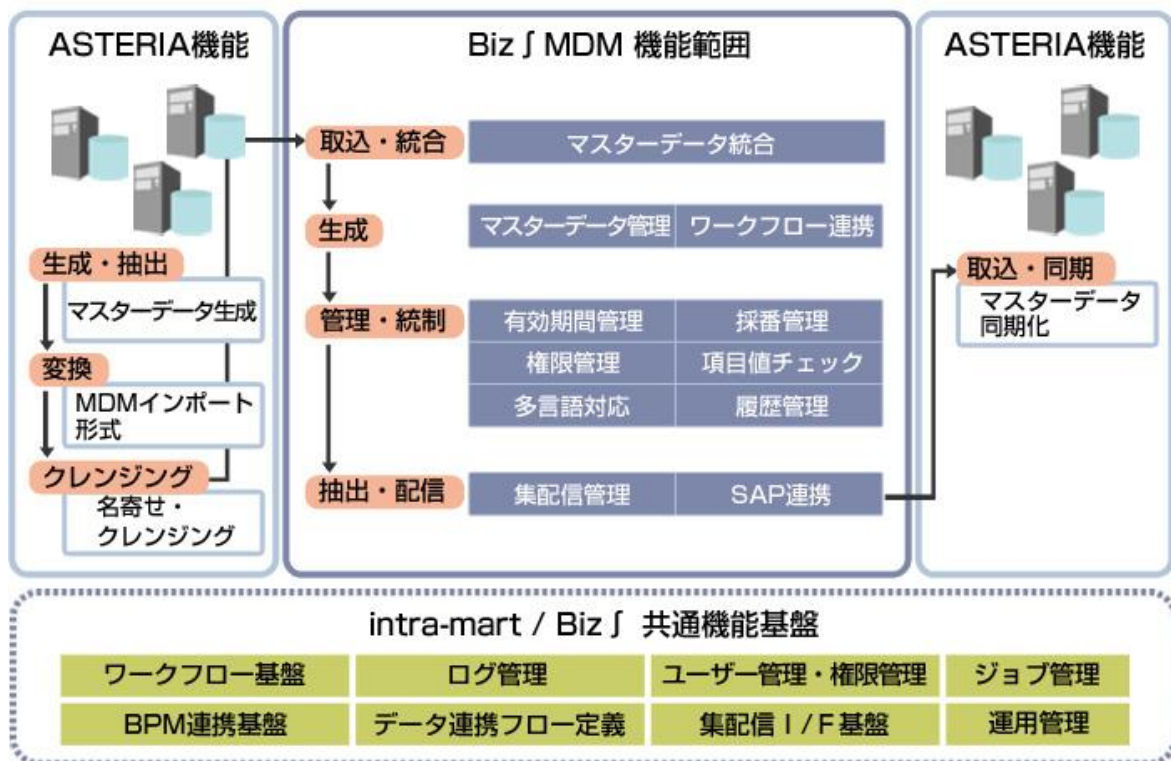 ASTERIA機能
生成・抽出
マスターデータ生成
変換
MDMインポート
形式
クレンジング
名寄せ・
クレンジング
Biz ∫ MDM 機能範囲
取込・統合
マスターデータ統合
生成
マスターデータ管理
ワークフロー連携
管理・統制
有効期間管理
採番管理
権限管理
項目値チェック
多言語対応
履歴管理
抽出・配信
集配信管理
SAP連携
ASTERIA機能
取込・同期
マスターデータ
同期化
intra-mart / Biz ∫ 共通機能基盤
ワークフロー基盤
ログ管理
ユーザー管理・権限管理
ジョブ管理
BPM連携基盤
データ連携フロー定義
集配信 I / F 基盤
運用管理